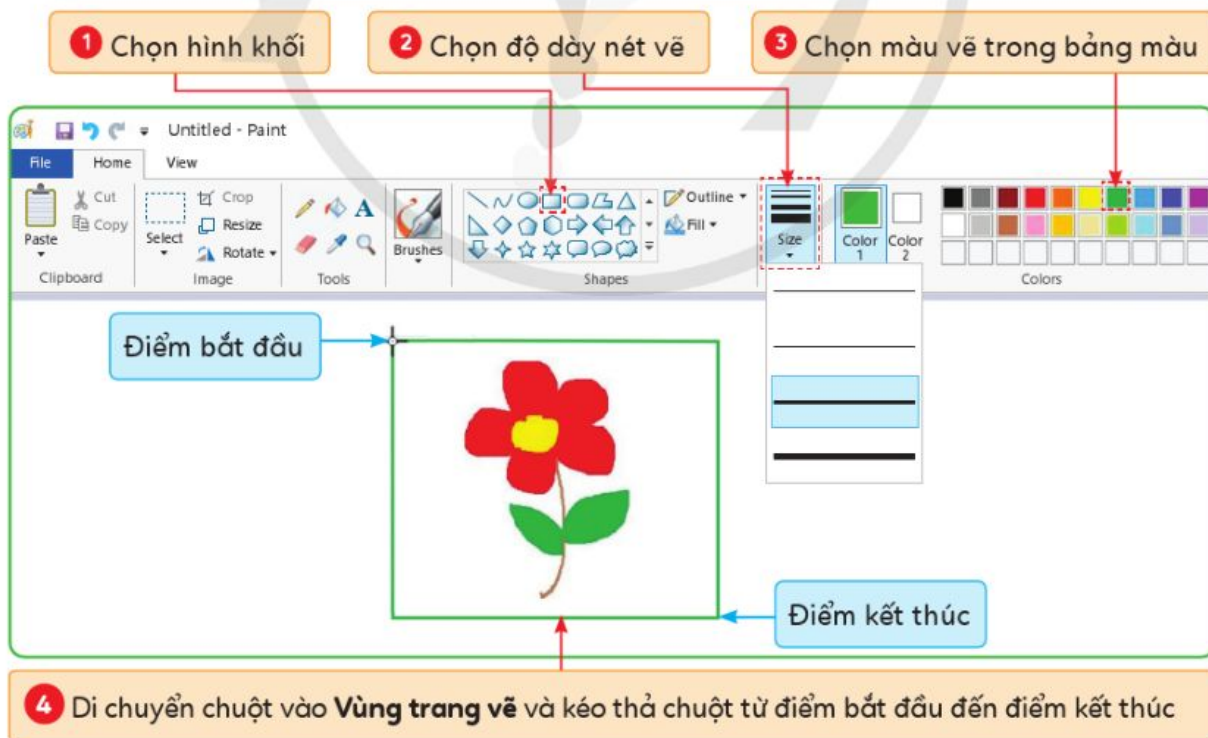 1 Chọn hình khối
2 Chọn độ dày nét vẽ
3 Chọn màu vẽ trong bảng màu
Untitled - Paint
File Home View
Cut
Copy
Paste
Clipboard
Select
Crop
Resize
Rotate
Image
A
Tools
Brushes
Outline
Fill
Shapes
Size
Color 1
Color 2
Colors
Điểm bắt đầu
Điểm kết thúc
4 Di chuyển chuột vào Vùng trang vẽ và kéo thả chuột từ điểm bắt đầu đến điểm kết thúc